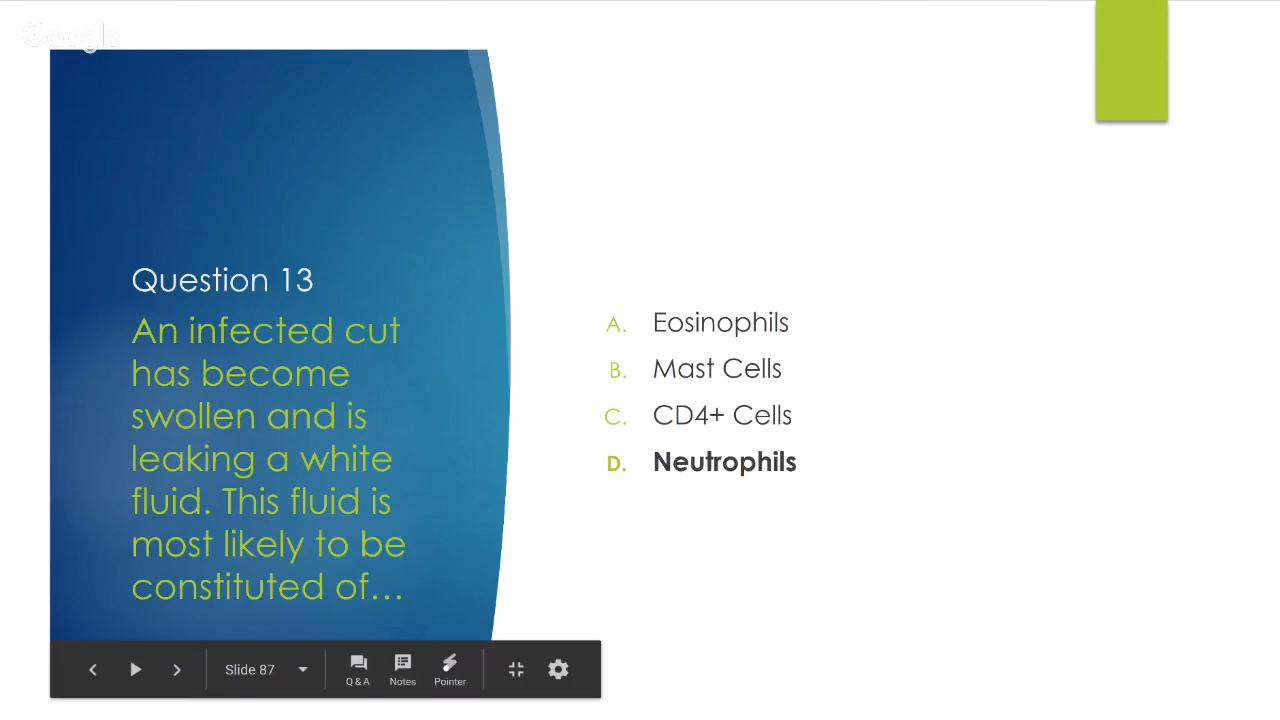 Google
Question 13
An infected cut
has become
swollen and is
leaking a white
fluid. This fluid is
most likely to be
constituted of…
A. Eosinophils
B. Mast Cells
C. CD4+ Cells
D. Neutrophils
Slide 87
Q & A
Notes
Pointer